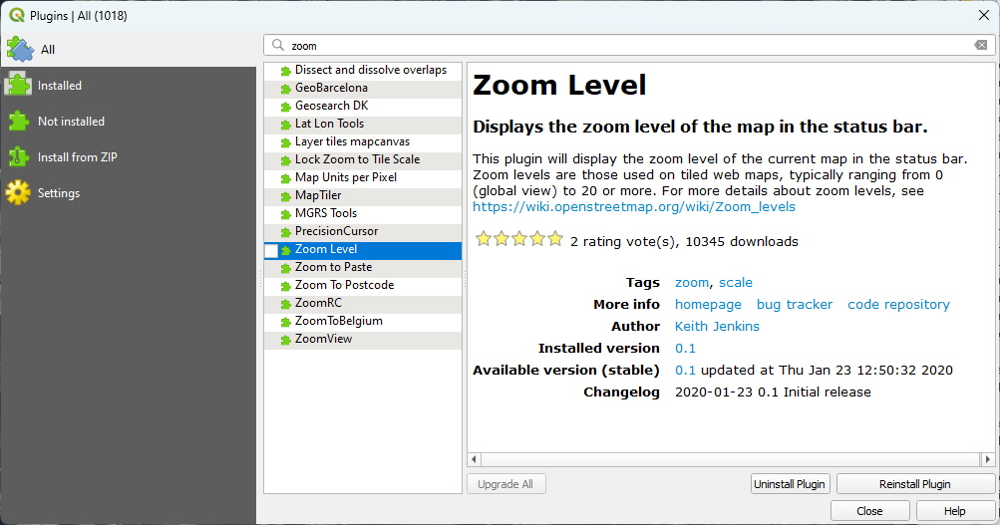 Plugins | All (1018)
All
Installed
Not installed
Install from ZIP
Settings
zoom
Dissect and dissolve overlaps
GeoBarcelona
Geosearch DK
Lat Lon Tools
Layer tiles mapcanvas
Lock Zoom to Tile Scale
Map Units per Pixel
MapTiler
MGRS Tools
PrecisionCursor
Zoom Level
Zoom to Paste
Zoom To Postcode
ZoomRC
ZoomToBelgium
ZoomView
Zoom Level
Displays the zoom level of the map in the status bar.
This plugin will display the zoom level of the current map in the status bar.
Zoom levels are those used on tiled web maps, typically ranging from 0
(global view) to 20 or more. For more details about zoom levels, see
https://wiki.openstreetmap.org/wiki/Zoom_levels
2 rating vote(s), 10345 downloads
Tags zoom, scale
More info homepage bug tracker code repository
Author Keith Jenkins
Installed version 0.1
Available version (stable) 0.1 updated at Thu Jan 23 12:50:32 2020
Changelog 2020-01-23 0.1 Initial release
Upgrade All Uninstall Plugin Reinstall Plugin
Close Help